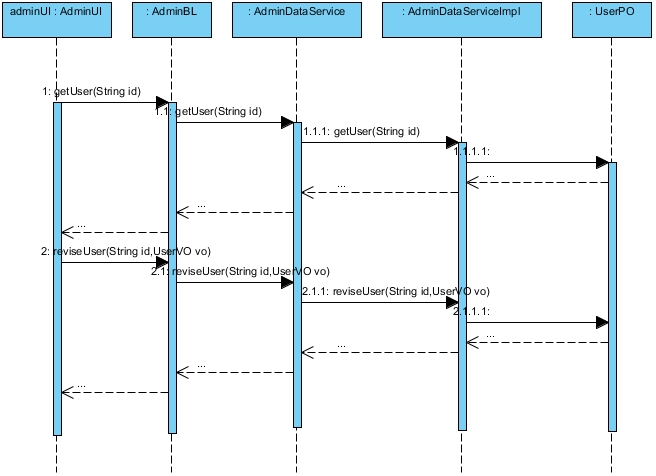 adminUI : AdminUI
: AdminBL
: AdminDataService
: AdminDataServiceImpl
: UserPO
1: getUser(String id)
1.1: getUser(String id)
1.1.1: getUser(String id)
1.1.1.1:
...
...
...
...
2: reviseUser(String id,UserVO vo)
2.1: reviseUser(String id,UserVO vo)
2.1.1: reviseUser(String id,UserVO vo)
2.1.1.1:
...
...
...
...